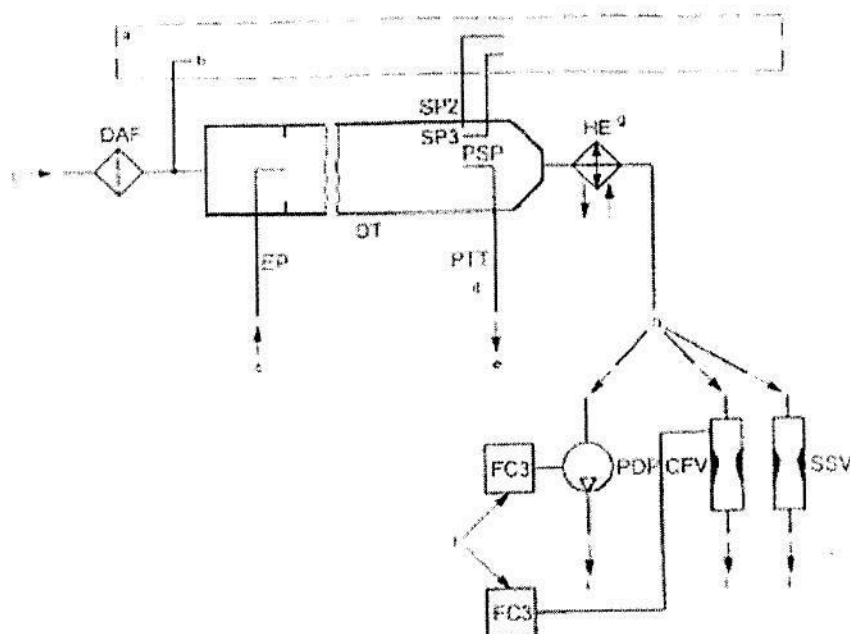 a
b
DAF
SP2
SP3
PSP
HE g
DT
EP
PTT
d
e
FC3
PDP CFV
SSV
FC3